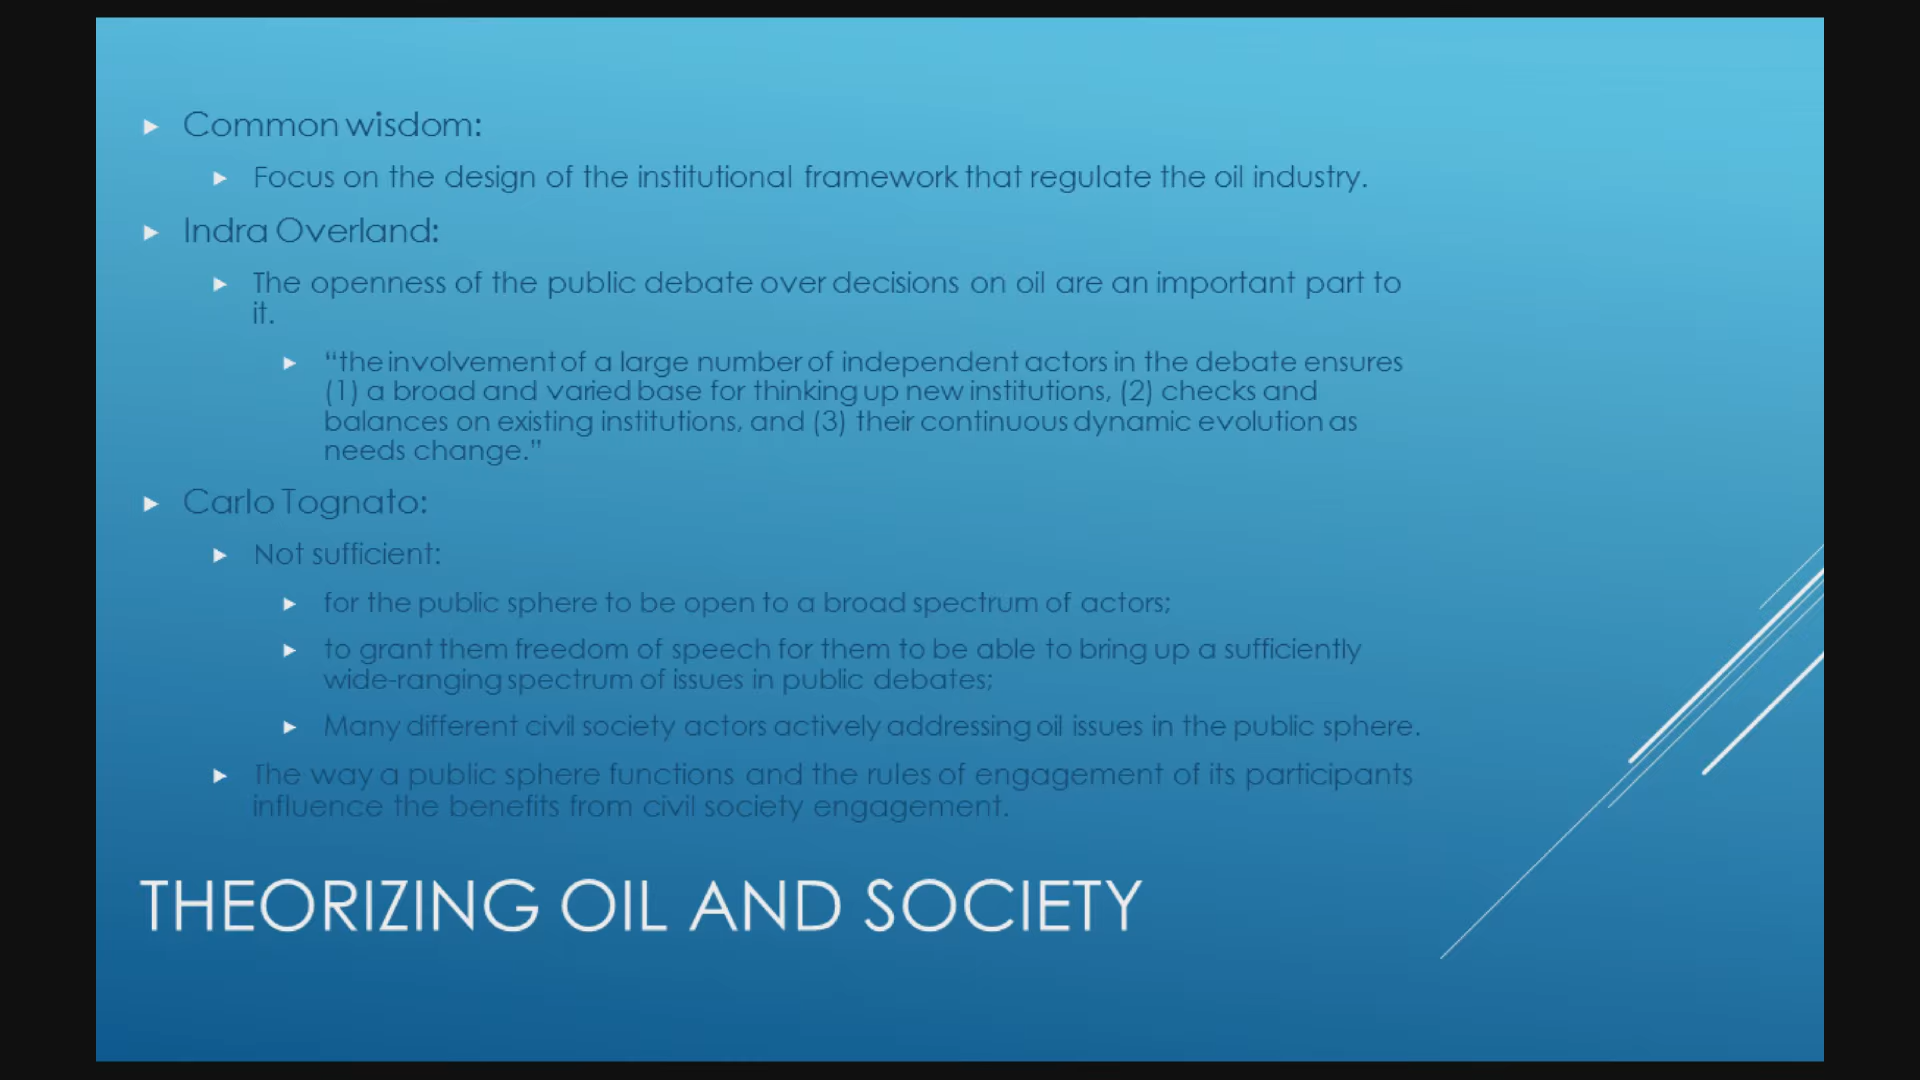 Common wisdom:
Focus on the design of the institutional framework that regulate the oil industry.
Indra Overland:
The openness of the public debate over decisions on oil are an important part to
it.
“the involvement of a large number of independent actors in the debate ensures
(1) a broad and varied base for thinking up new institutions, (2) checks and
balances on existing institutions, and (3) their continuous dynamic evolution as
needs change.”
Carlo Tognato:
Not sufficient:
for the public sphere to be open to a broad spectrum of actors;
to grant them freedom of speech for them to be able to bring up a sufficiently
wide-ranging spectrum of issues in public debates;
Many different civil society actors actively addressing oil issues in the public sphere.
The way a public sphere functions and the rules of engagement of its participants
influence the benefits from civil society engagement.
THEORIZING OIL AND SOCIETY